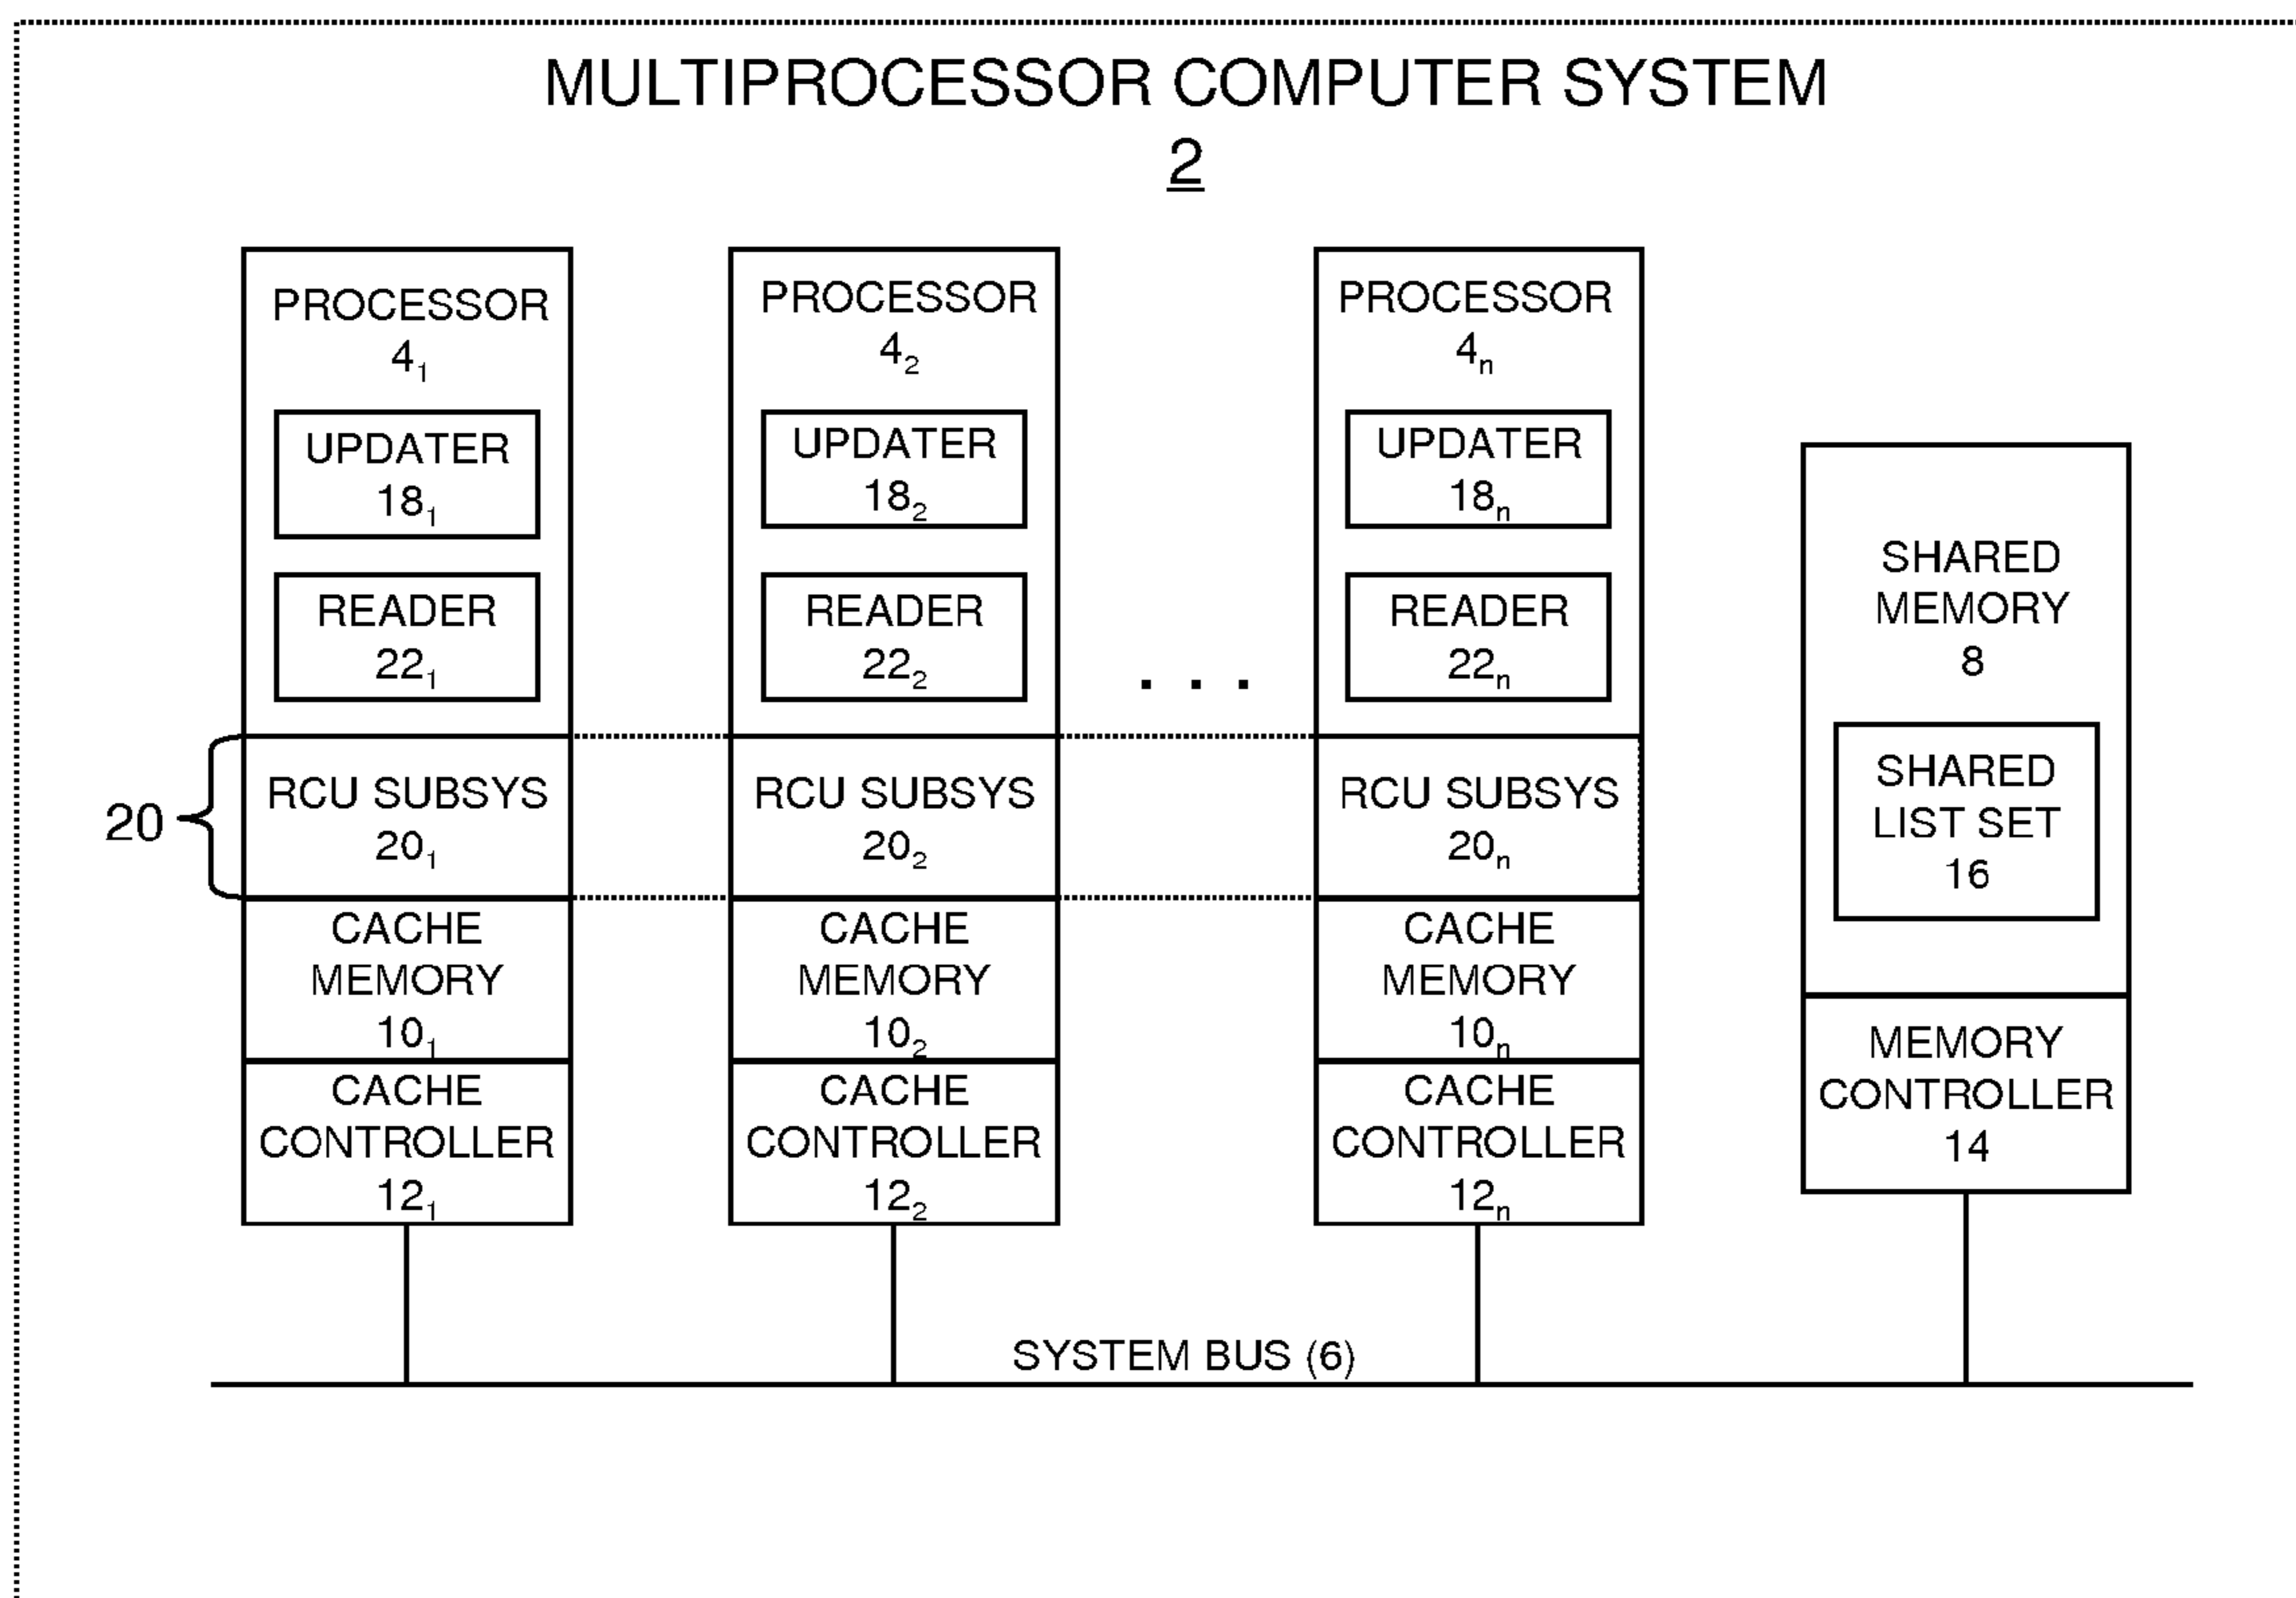 MULTIPROCESSOR COMPUTER SYSTEM
2
PROCESSOR
4₁
UPDATER
18₁
READER
22₁
RCU SUBSYS
20₁
CACHE
MEMORY
10₁
CACHE
CONTROLLER
12₁
20
PROCESSOR
4₂
UPDATER
18₂
READER
22₂
RCU SUBSYS
20₂
CACHE
MEMORY
10₂
CACHE
CONTROLLER
12₂
. . .
PROCESSOR
4ₙ
UPDATER
18ₙ
READER
22ₙ
RCU SUBSYS
20ₙ
CACHE
MEMORY
10ₙ
CACHE
CONTROLLER
12ₙ
SHARED
MEMORY
8
SHARED
LIST SET
16
MEMORY
CONTROLLER
14
SYSTEM BUS (6)